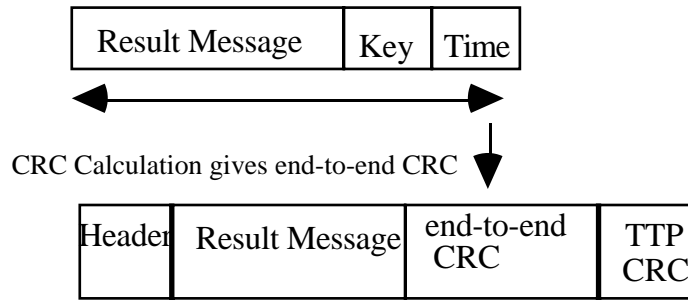 Result Message Key Time
CRC Calculation gives end-to-end CRC
Header Result Message end-to-end CRC TTP CRC